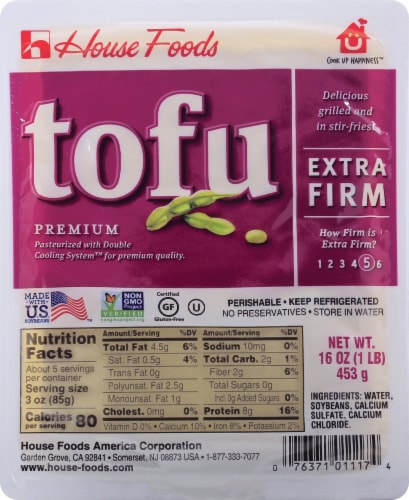 House Foods
COOK UP HAPPINESS™
tofu
Delicious
grilled and
in stir-fries!
EXTRA
FIRM
PREMIUM
Pasteurized with Double
Cooling System™ for premium quality.
How Firm is
Extra Firm?
1 2 3 4 5 6
MADE
WITH
US
SOYBEANS
NON
GMO
Project
VERIFIED
nongmoproject.org
Certified
GF
Gluten-Free
U
PERISHABLE • KEEP REFRIGERATED
NO PRESERVATIVES • STORE IN WATER
Nutrition
Facts
About 5 servings
per container
Serving size
3 oz (85g)
Calories
per serving 80
Amount/Serving %DV
Total Fat 4.5g 6%
Sat. Fat 0.5g 4%
Trans Fat 0g
Polyunsat. Fat 2.5g
Monounsat. Fat 1g
Cholest. 0mg 0%
Amount/Serving %DV
Sodium 10mg 0%
Total Carb. 2g 1%
Fiber 2g 6%
Total Sugars 0g
Incl. 0g Added Sugars 0%
Protein 8g 16%
Vitamin D 0% • Calcium 10% • Iron 8% • Potassium 2%
NET WT.
16 OZ (1 LB)
453 g
INGREDIENTS: WATER,
SOYBEANS, CALCIUM
SULFATE, CALCIUM
CHLORIDE.
House Foods America Corporation
Garden Grove, CA 92841 • Somerset, NJ 08873 USA • 1-877-333-7077
www.house-foods.com
0 76371 01117 4